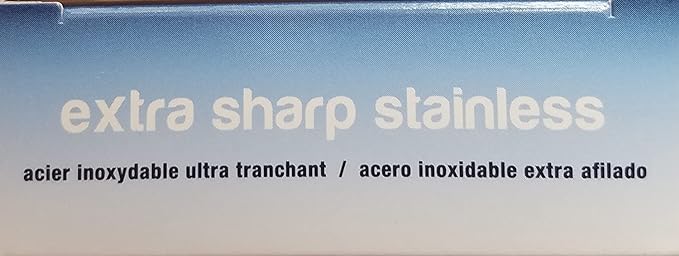 extra sharp stainless
acier inoxydable ultra tranchant / acero inoxidable extra afilado